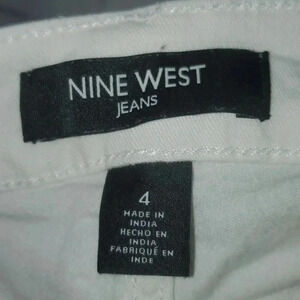 NINE WEST
JEANS
4
MADE IN
INDIA
HECHO EN
INDIA
FABRIQUÉ EN
INDE